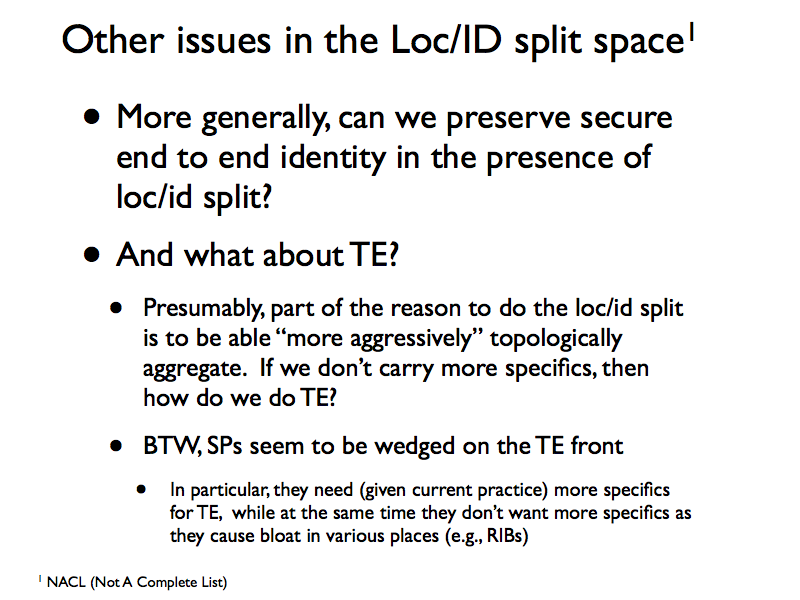 Other issues in the Loc/ID split space¹
• More generally, can we preserve secure
end to end identity in the presence of
loc/id split?
• And what about TE?
• Presumably, part of the reason to do the loc/id split
is to be able “more aggressively” topologically
aggregate. If we don’t carry more specifics, then
how do we do TE?
• BTW, SPs seem to be wedged on the TE front
• In particular, they need (given current practice) more specifics
for TE, while at the same time they don’t want more specifics as
they cause bloat in various places (e.g., RIBs)
¹ NACL (Not A Complete List)